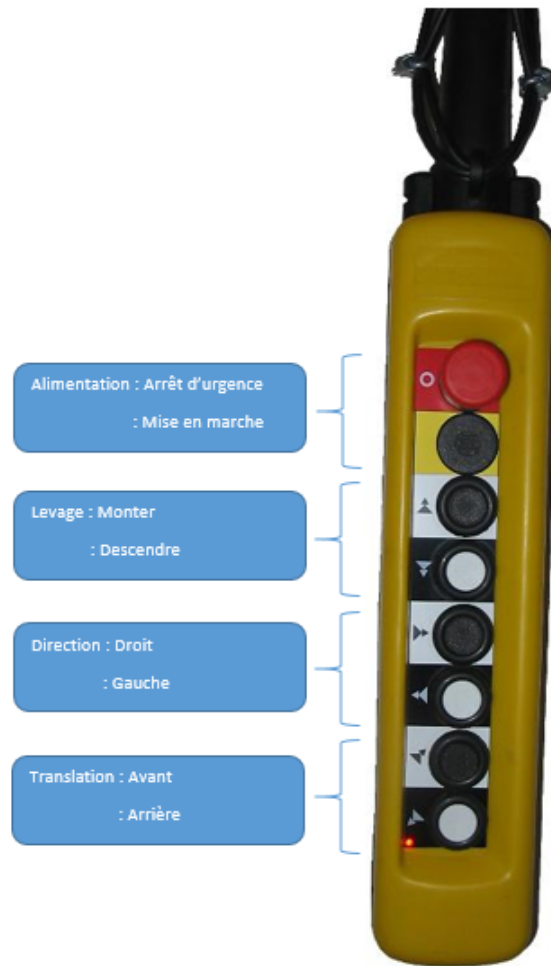 Alimentation : Arrêt d'urgence
: Mise en marche
Levage : Monter
: Descendre
Direction : Droit
: Gauche
Translation : Avant
: Arrière